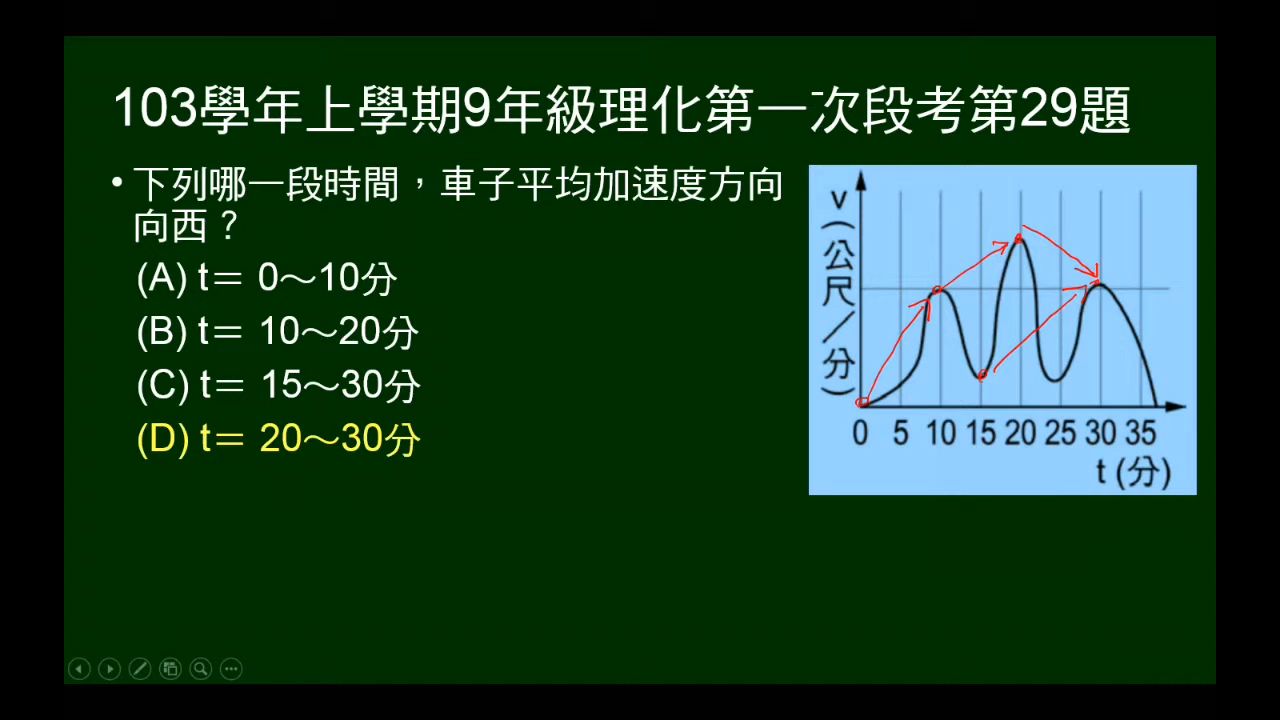 103學年上學期9年級理化第一次段考第29題
• 下列哪一段時間，車子平均加速度方向
向西？
(A) t＝ 0～10分
(B) t＝ 10～20分
(C) t＝ 15～30分
(D) t＝ 20～30分
v（公尺／分）
0 5 10 15 20 25 30 35
t (分)